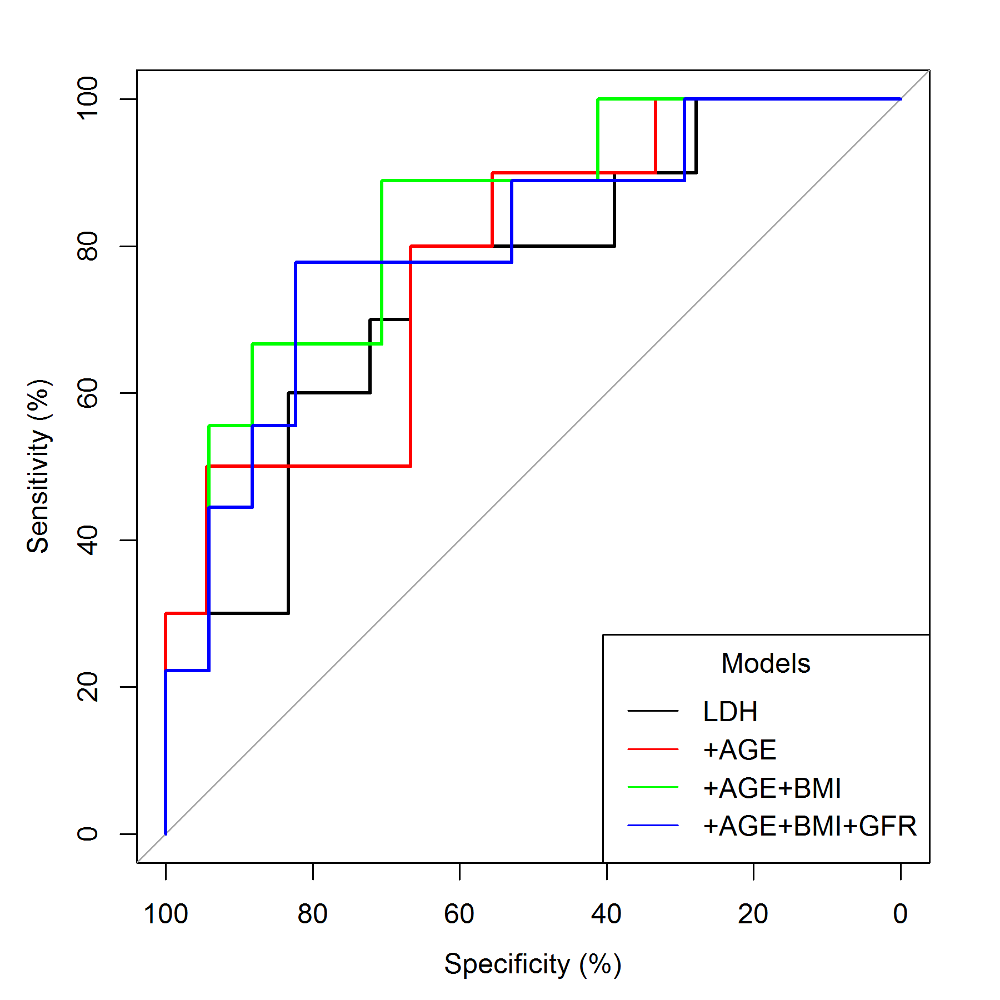 Sensitivity (%)
100
80
60
40
20
0
Models
LDH
+AGE
+AGE+BMI
+AGE+BMI+GFR
100 80 60 40 20 0
Specificity (%)